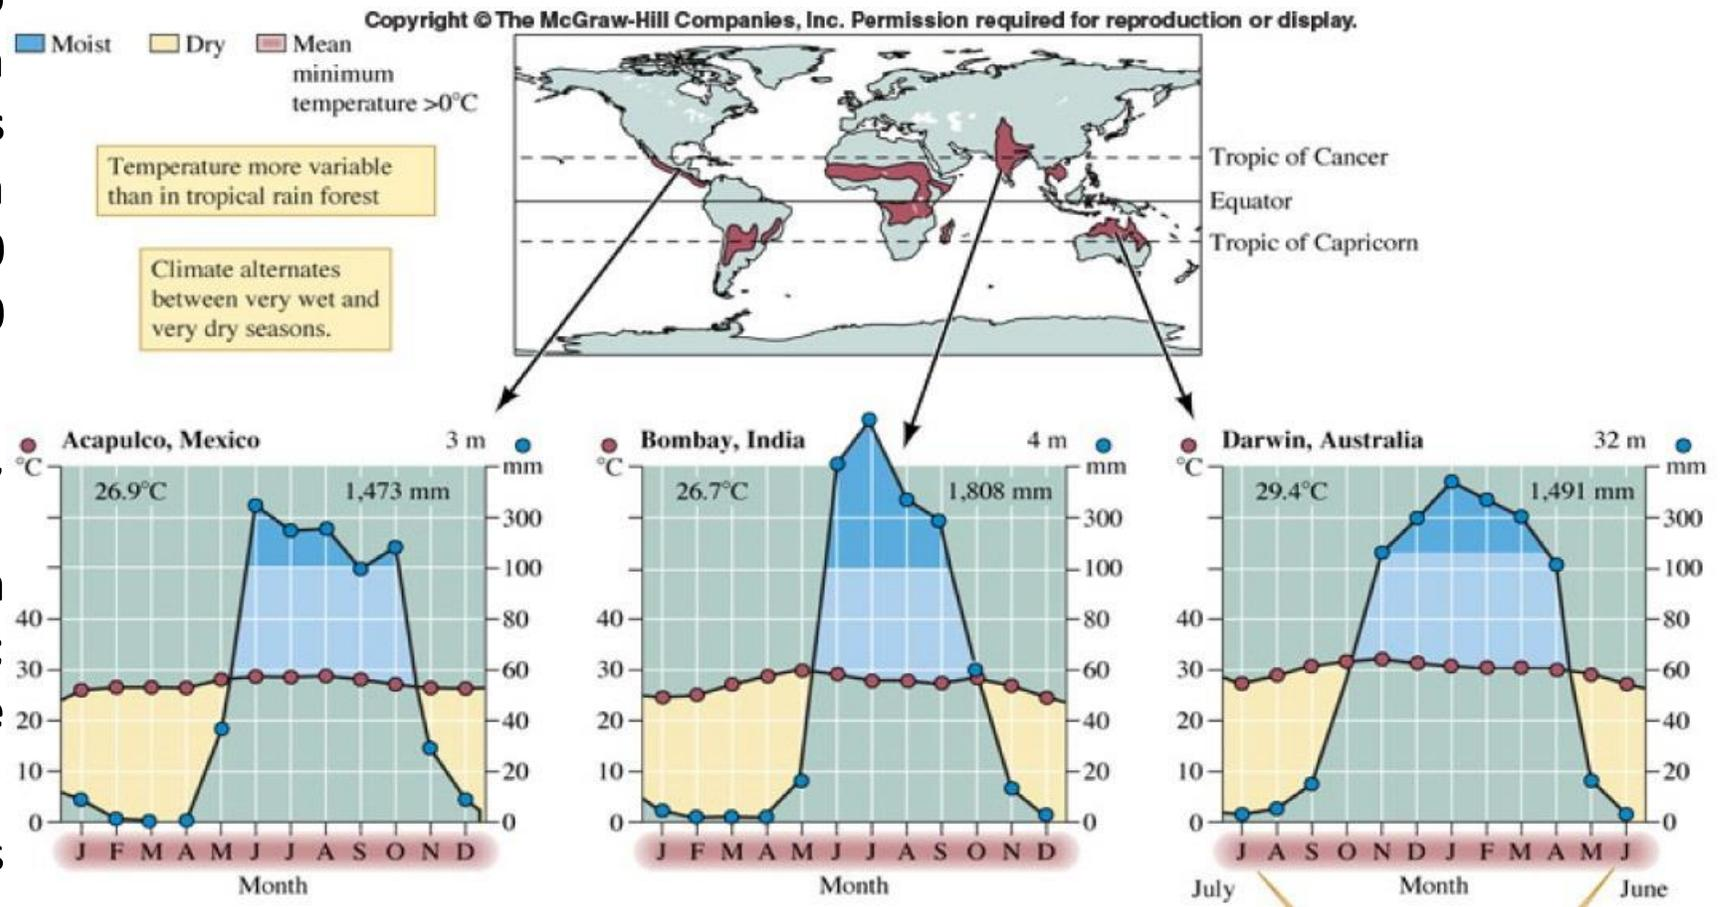 Copyright © The McGraw-Hill Companies, Inc. Permission required for reproduction or display.
Moist
Dry
Mean
minimum
temperature >0°C
Temperature more variable
than in tropical rain forest
Climate alternates
between very wet and
very dry seasons.
Tropic of Cancer
Equator
Tropic of Capricorn
Acapulco, Mexico 3 m
°C mm
26.9°C 1,473 mm
300
100
40 80
30 60
20 40
10 20
0 0
J F M A M J J A S O N D
Month
Bombay, India 4 m
°C mm
26.7°C 1,808 mm
300
100
40 80
30 60
20 40
10 20
0 0
J F M A M J J A S O N D
Month
Darwin, Australia 32 m
°C mm
29.4°C 1,491 mm
300
100
40 80
30 60
20 40
10 20
0 0
J A S O N D J F M A M J
July Month June